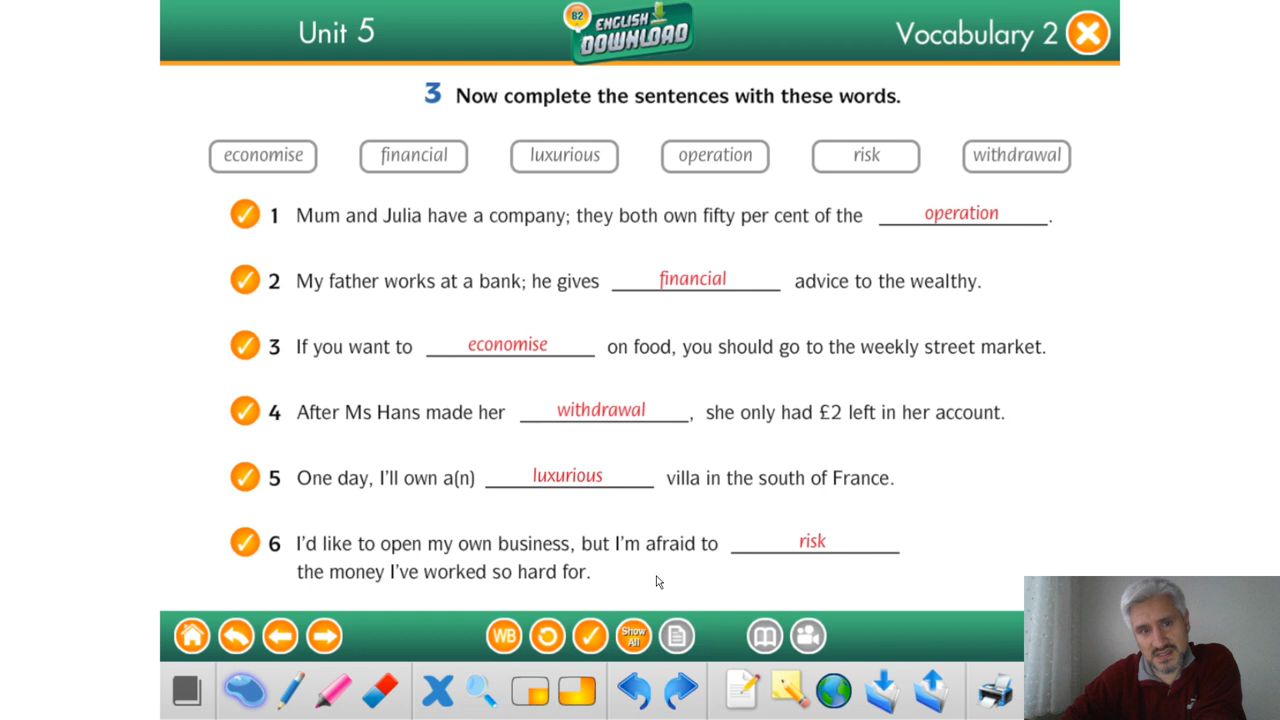 Unit 5
B2 ENGLISH DOWNLOAD
Vocabulary 2
3 Now complete the sentences with these words.
economise financial luxurious operation risk withdrawal
1 Mum and Julia have a company; they both own fifty per cent of the operation.
2 My father works at a bank; he gives financial advice to the wealthy.
3 If you want to economise on food, you should go to the weekly street market.
4 After Ms Hans made her withdrawal, she only had £2 left in her account.
5 One day, I'll own a(n) luxurious villa in the south of France.
6 I'd like to open my own business, but I'm afraid to risk
the money I've worked so hard for.
WB Show All